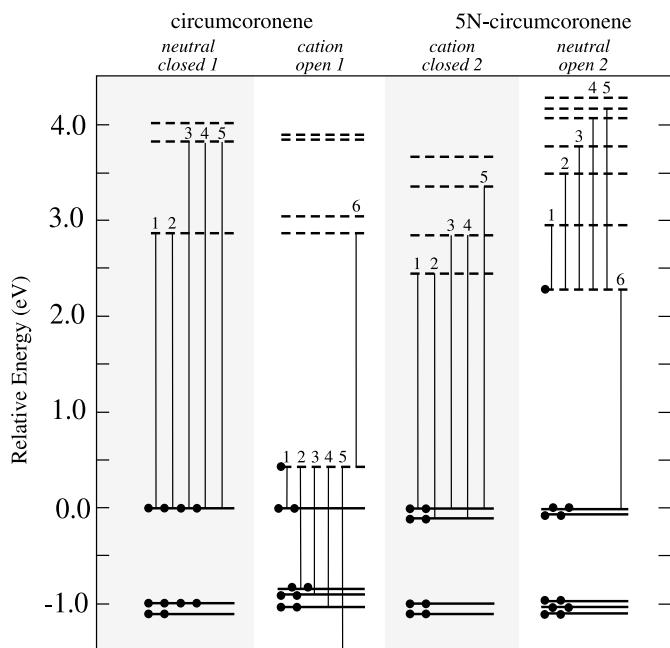 circumcoronene 5N-circumcoronene
neutral cation cation neutral
closed 1 open 1 closed 2 open 2
4 5
4.0
3 4 5 3
5
2
3.0
6
1 2 3 4 1
1 2
6
2.0
Relative Energy (eV)
1.0
1 2 3 4 5
0.0
-1.0